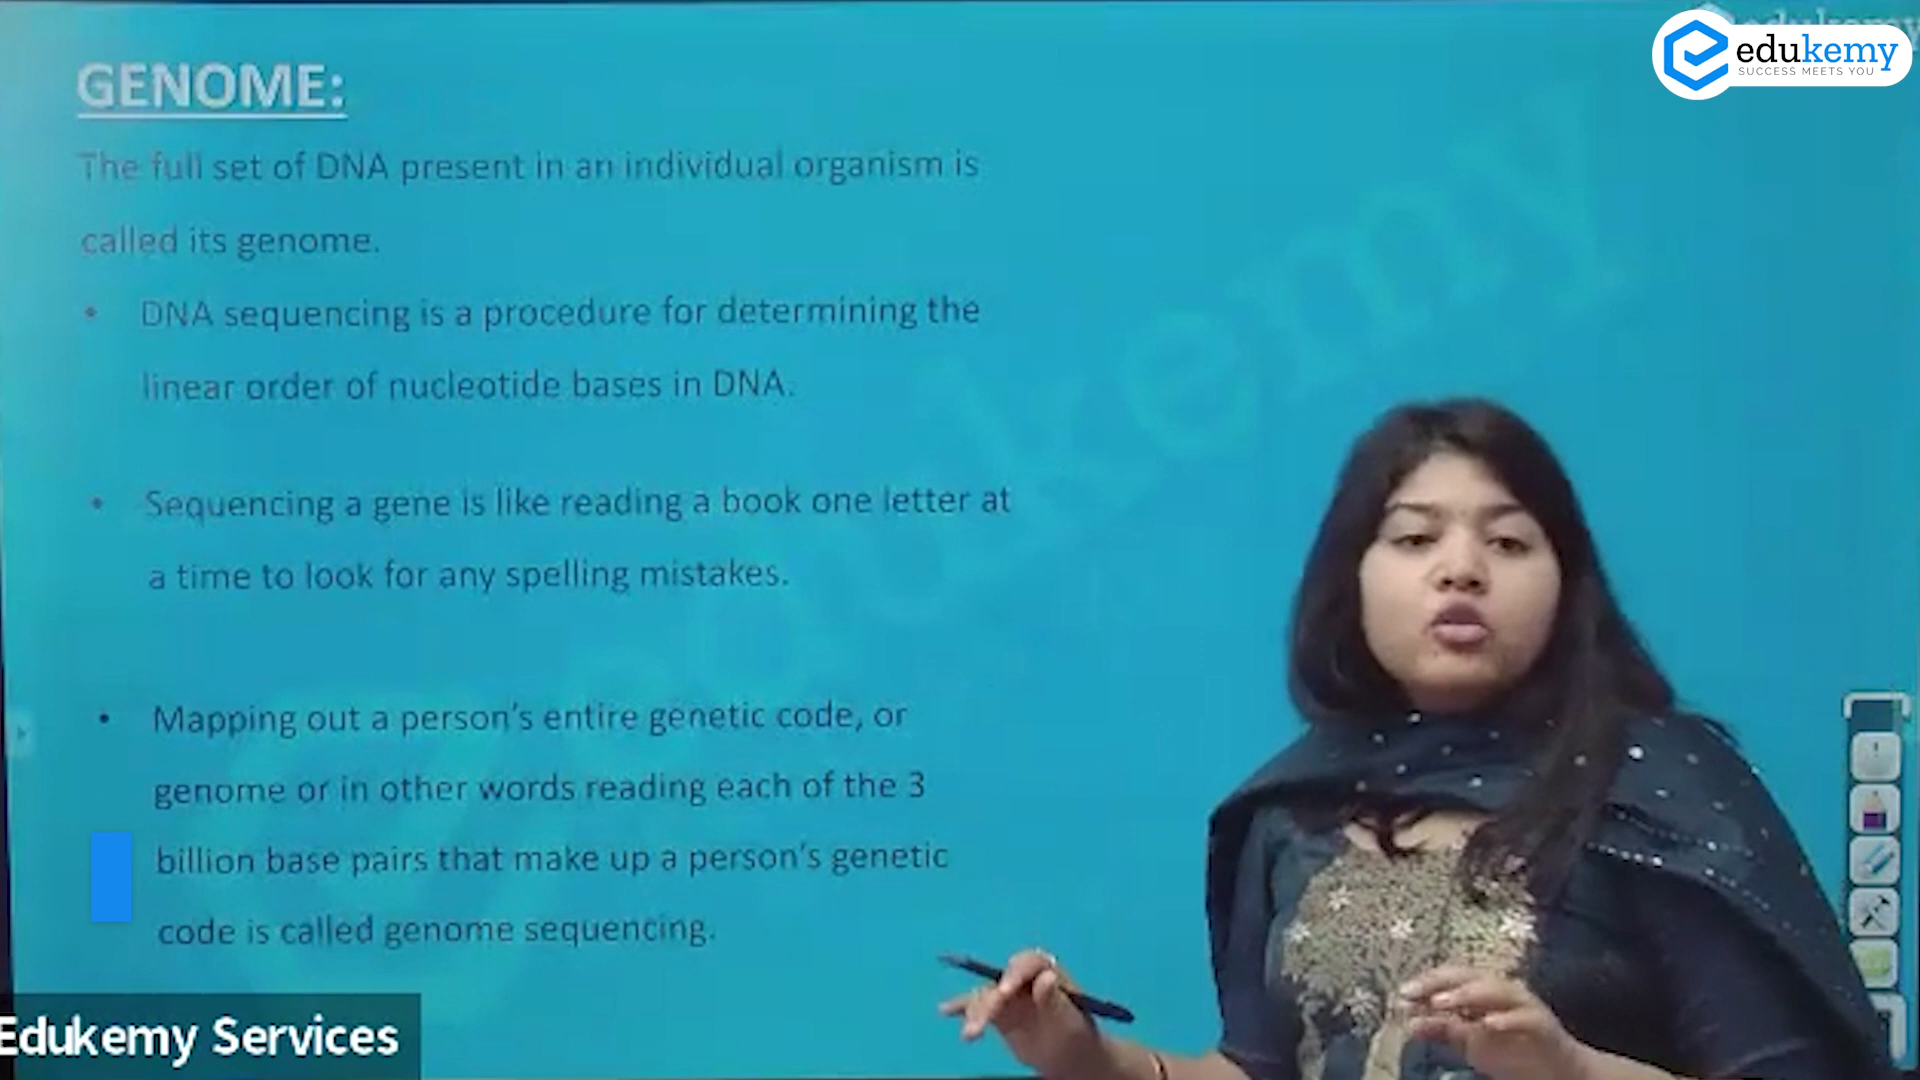 edukemy
SUCCESS MEETS YOU
GENOME:
The full set of DNA present in an individual organism is
called its genome.
• DNA sequencing is a procedure for determining the
linear order of nucleotide bases in DNA.
• Sequencing a gene is like reading a book one letter at
a time to look for any spelling mistakes.
• Mapping out a person's entire genetic code, or
genome or in other words reading each of the 3
billion base pairs that make up a person's genetic
code is called genome sequencing.
Edukemy Services